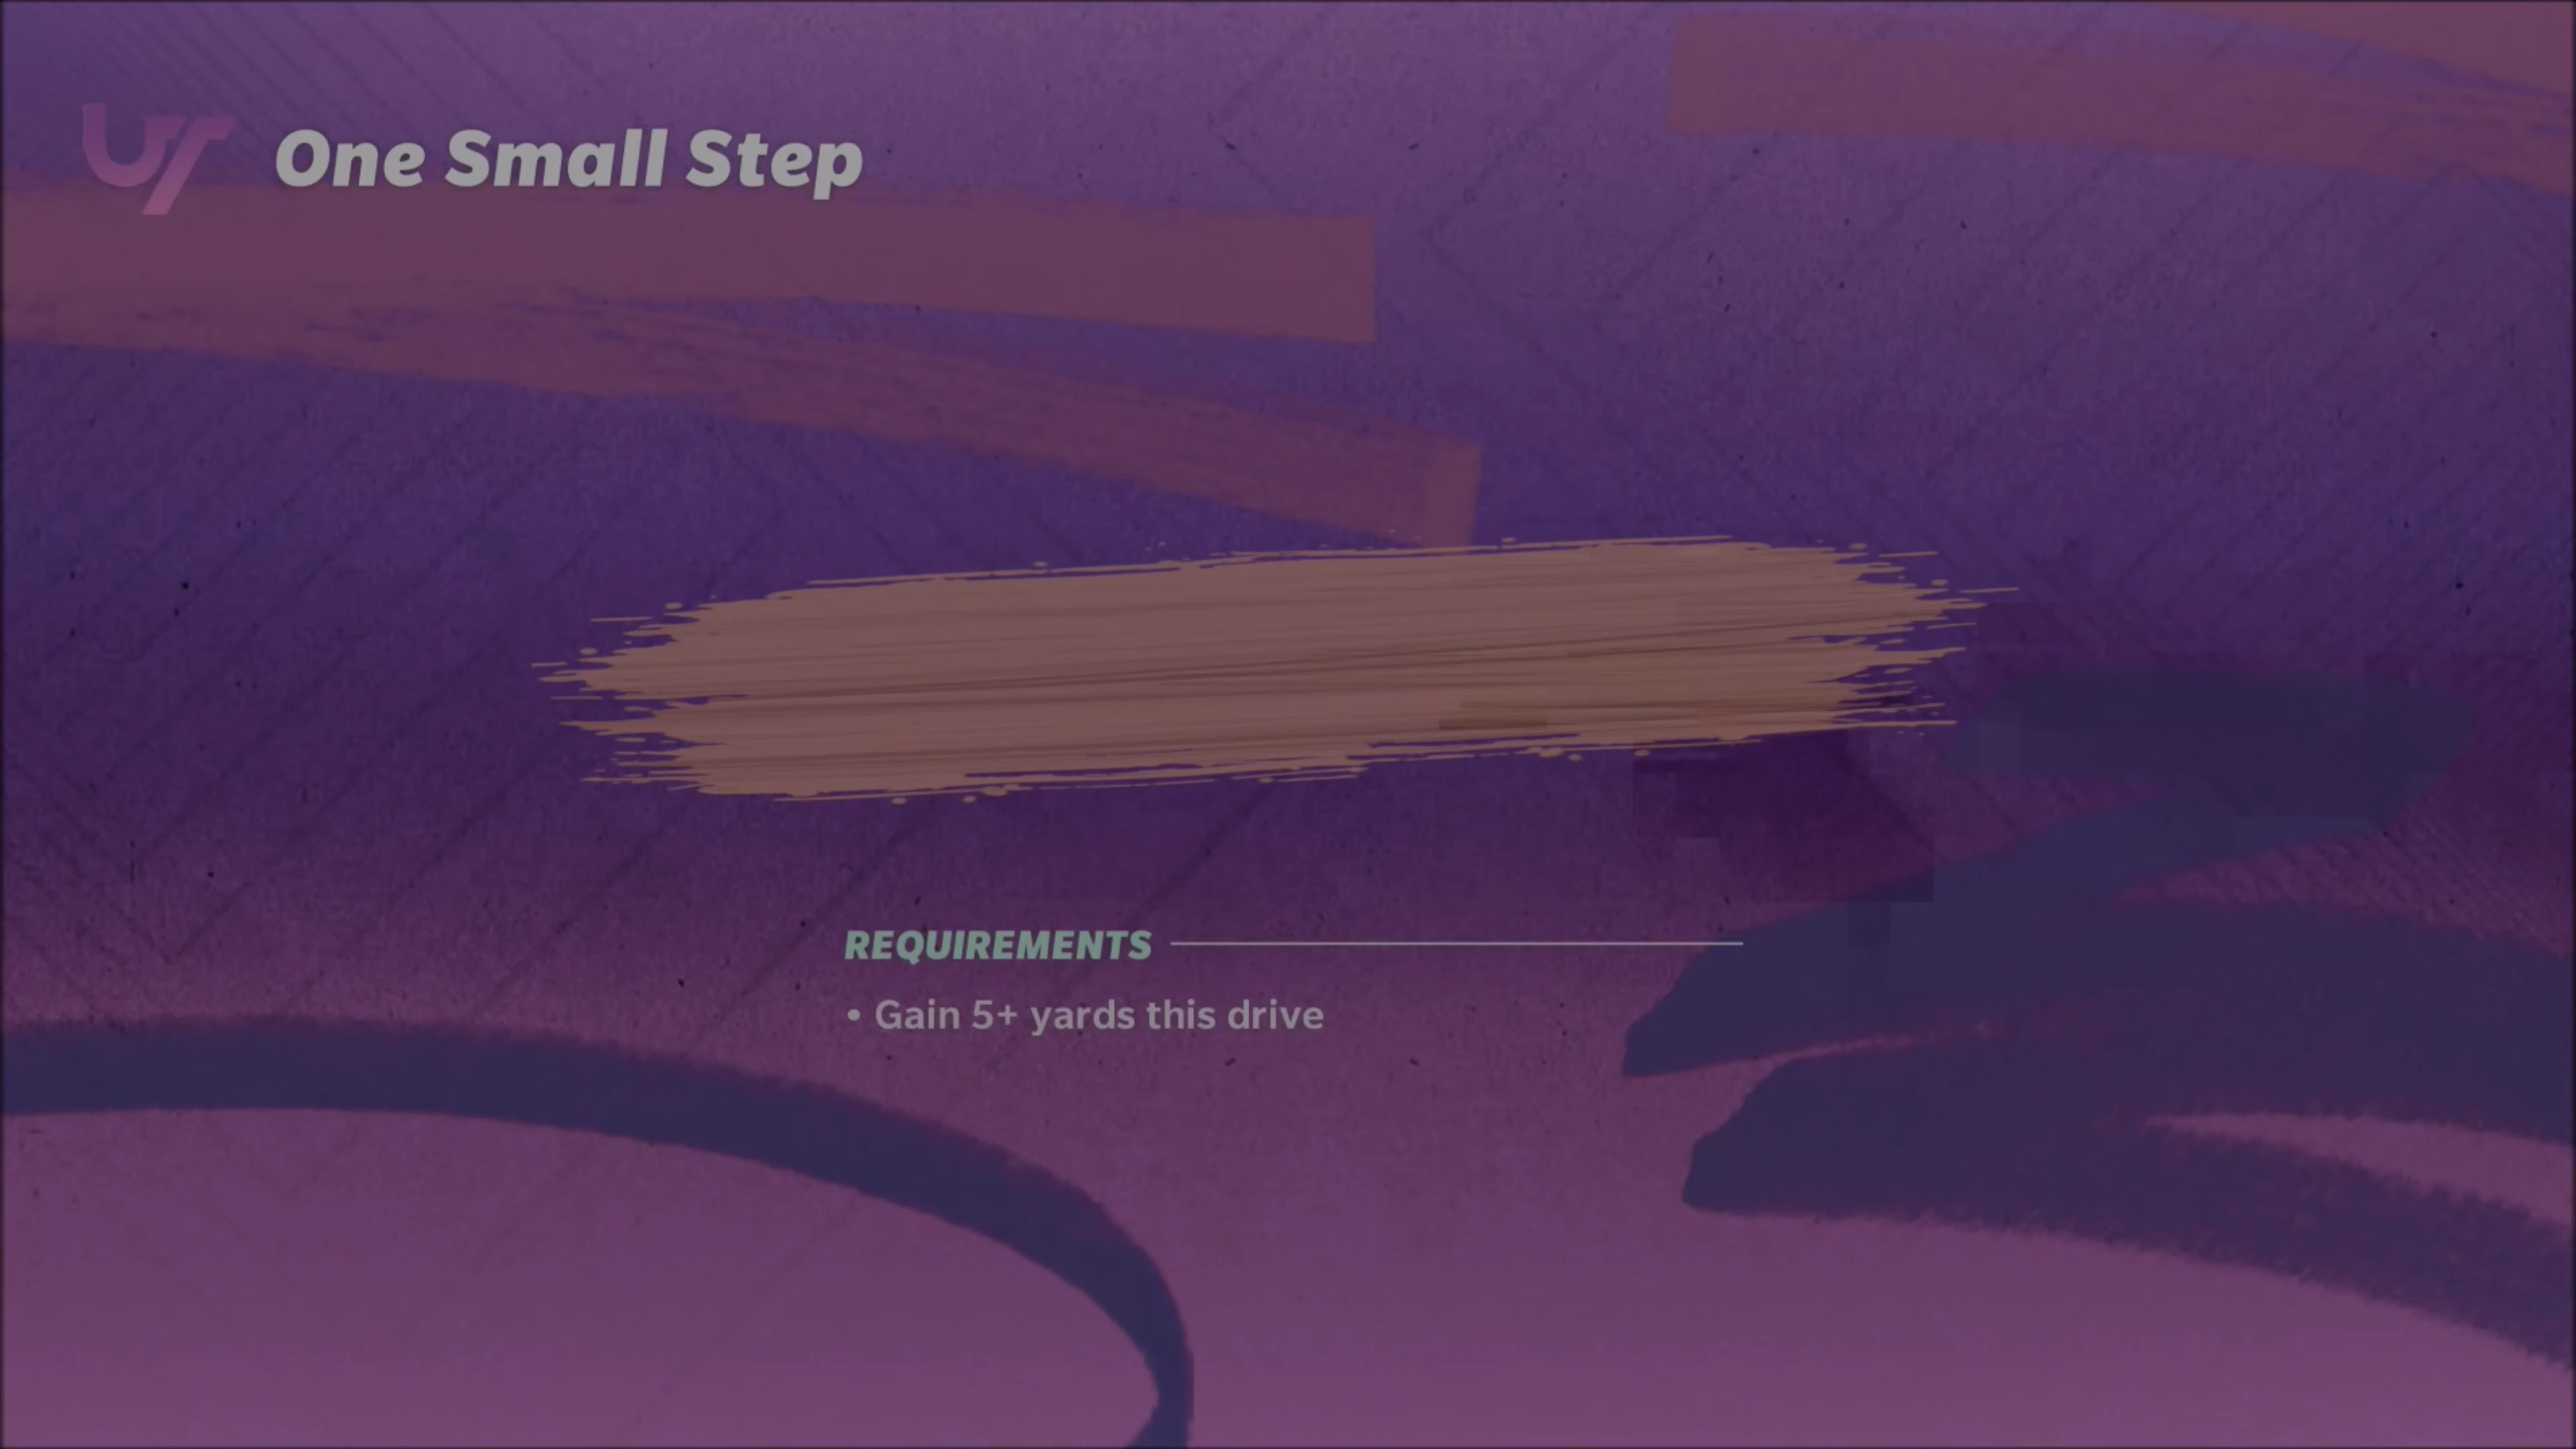 One Small Step
REQUIREMENTS
• Gain 5+ yards this drive